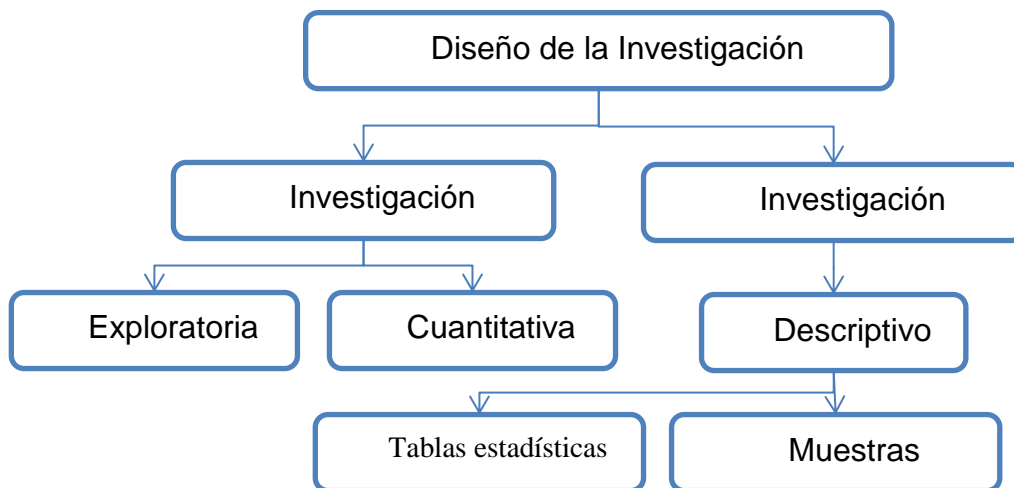 Diseño de la Investigación
Investigación
Investigación
Exploratoria
Cuantitativa
Descriptivo
Tablas estadísticas
Muestras